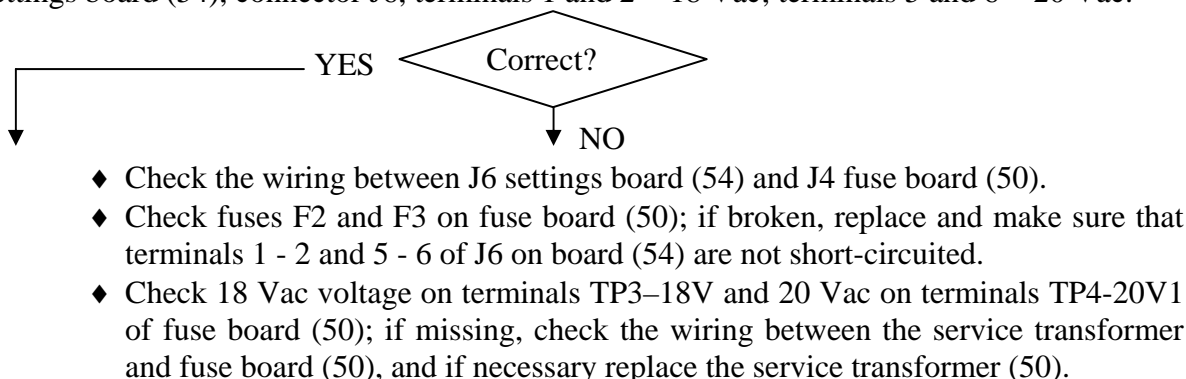 ettings board (54), connector J6, terminals 1 and 2 = 18 Vac, terminals 5 and 6 = 20 Vac.
YES Correct?
NO
♦ Check the wiring between J6 settings board (54) and J4 fuse board (50).
♦ Check fuses F2 and F3 on fuse board (50); if broken, replace and make sure that
terminals 1 - 2 and 5 - 6 of J6 on board (54) are not short-circuited.
♦ Check 18 Vac voltage on terminals TP3–18V and 20 Vac on terminals TP4-20V1
of fuse board (50); if missing, check the wiring between the service transformer
and fuse board (50), and if necessary replace the service transformer (50).